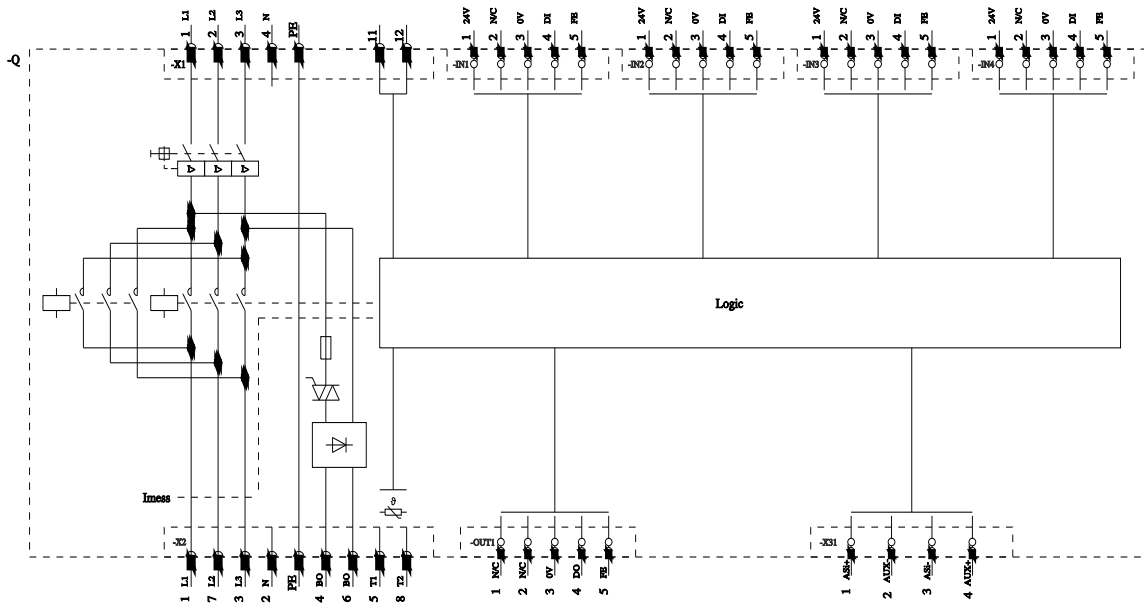 L1 L2 L3 N PE
1 2 3 4 11 12
24V N/C 0V DI FE
1 2 3 4 5
24V N/C 0V DI FE
1 2 3 4 5
24V N/C 0V DI FE
1 2 3 4 5
24V N/C 0V DI FE
1 2 3 4 5
-Q
-X1
-IN1
-IN2
-IN3
-IN4
Logic
Imess
ϑ
-X2
-OUT1
-X31
L1 L2 L3 N PE BO BO T1 T2
1 7 3 2 4 6 5 8
N/C N/C 0V DO FE
1 2 3 4 5
ASi+ AUX- ASi- AUX+
1 2 3 4